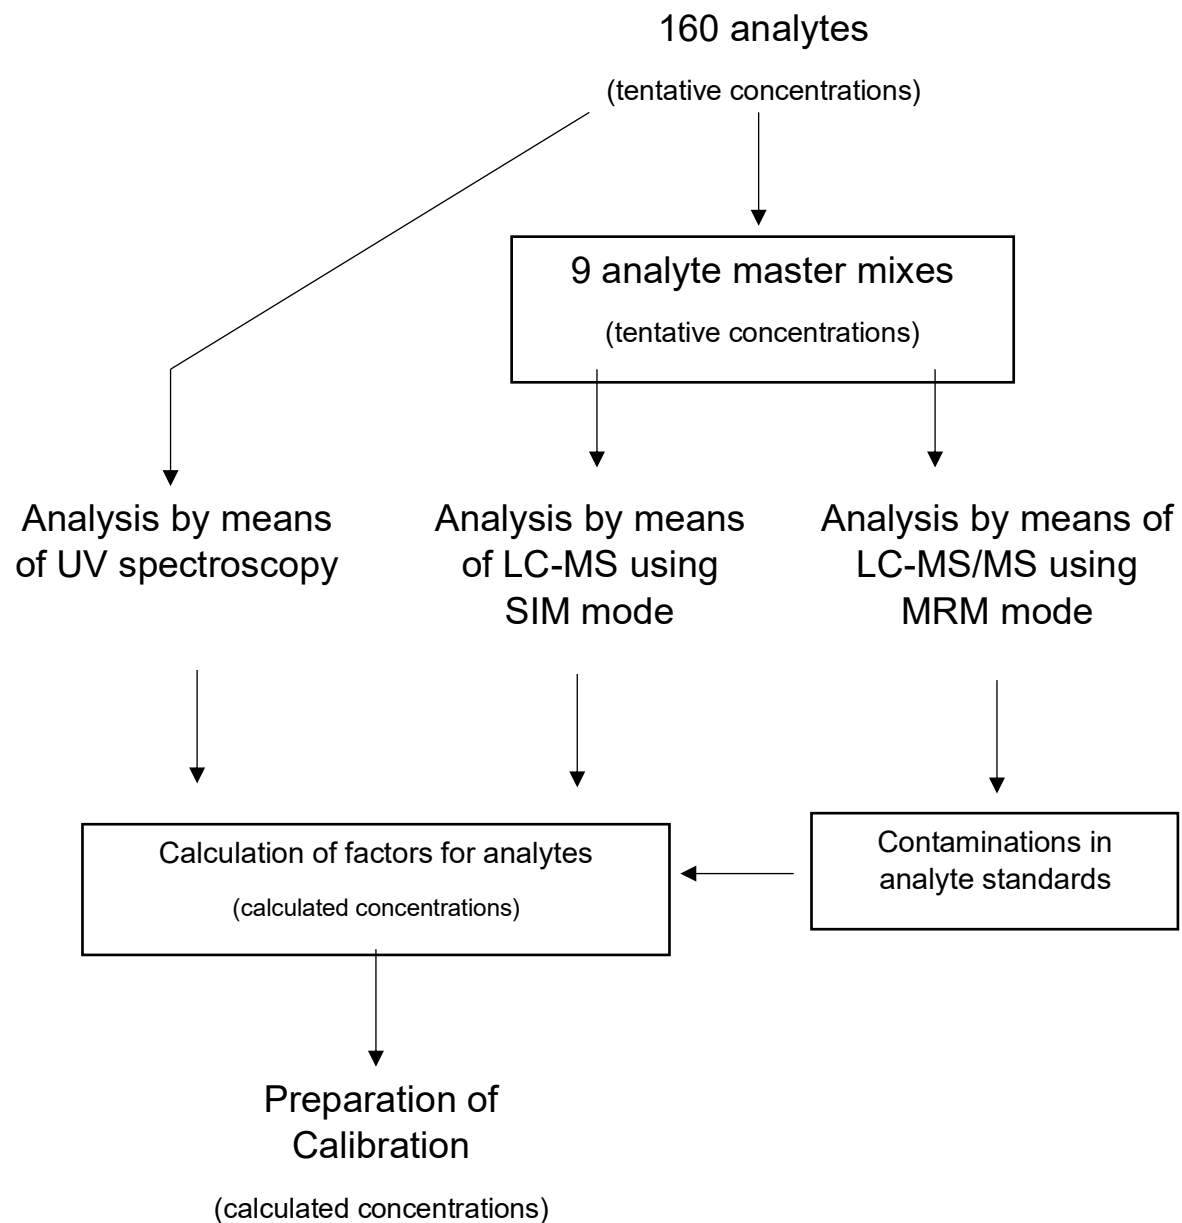 160 analytes
(tentative concentrations)
9 analyte master mixes
(tentative concentrations)
Analysis by means
of UV spectroscopy
Analysis by means
of LC-MS using
SIM mode
Analysis by means of
LC-MS/MS using
MRM mode
Calculation of factors for analytes
(calculated concentrations)
Contaminations in
analyte standards
Preparation of
Calibration
(calculated concentrations)